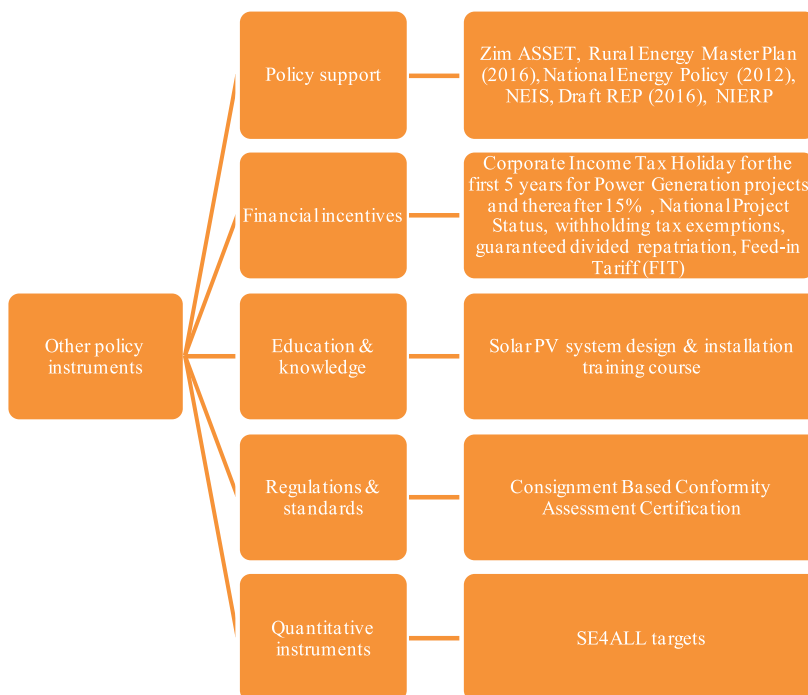 Policy support
Zim ASSET, Rural Energy Master Plan
(2016), National Energy Policy (2012),
NEIS, Draft REP (2016), NIERP
Financial incentives
Corporate Income Tax Holiday for the
first 5 years for Power Generation projects
and thereafter 15% , National Project
Status, withholding tax exemptions,
guaranteed divided repatriation, Feed-in
Tariff (FIT)
Other policy
instruments
Education &
knowledge
Solar PV system design & installation
training course
Regulations &
standards
Consignment Based Conformity
Assessment Certification
Quantitative
instruments
SE4ALL targets